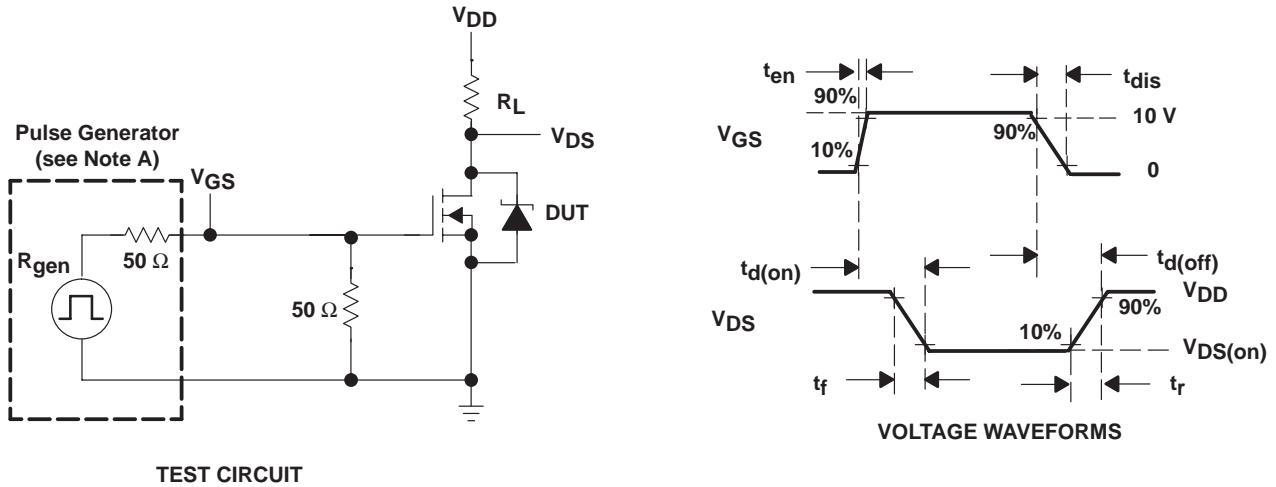 VDD
RL
VDS
Pulse Generator
(see Note A)
VGS
DUT
Rgen
50 Ω
50 Ω
TEST CIRCUIT
ten
tdis
90%
10 V
VGS
90%
10%
0
td(on)
td(off)
VDD
90%
VDS
10%
VDS(on)
tf
tr
VOLTAGE WAVEFORMS